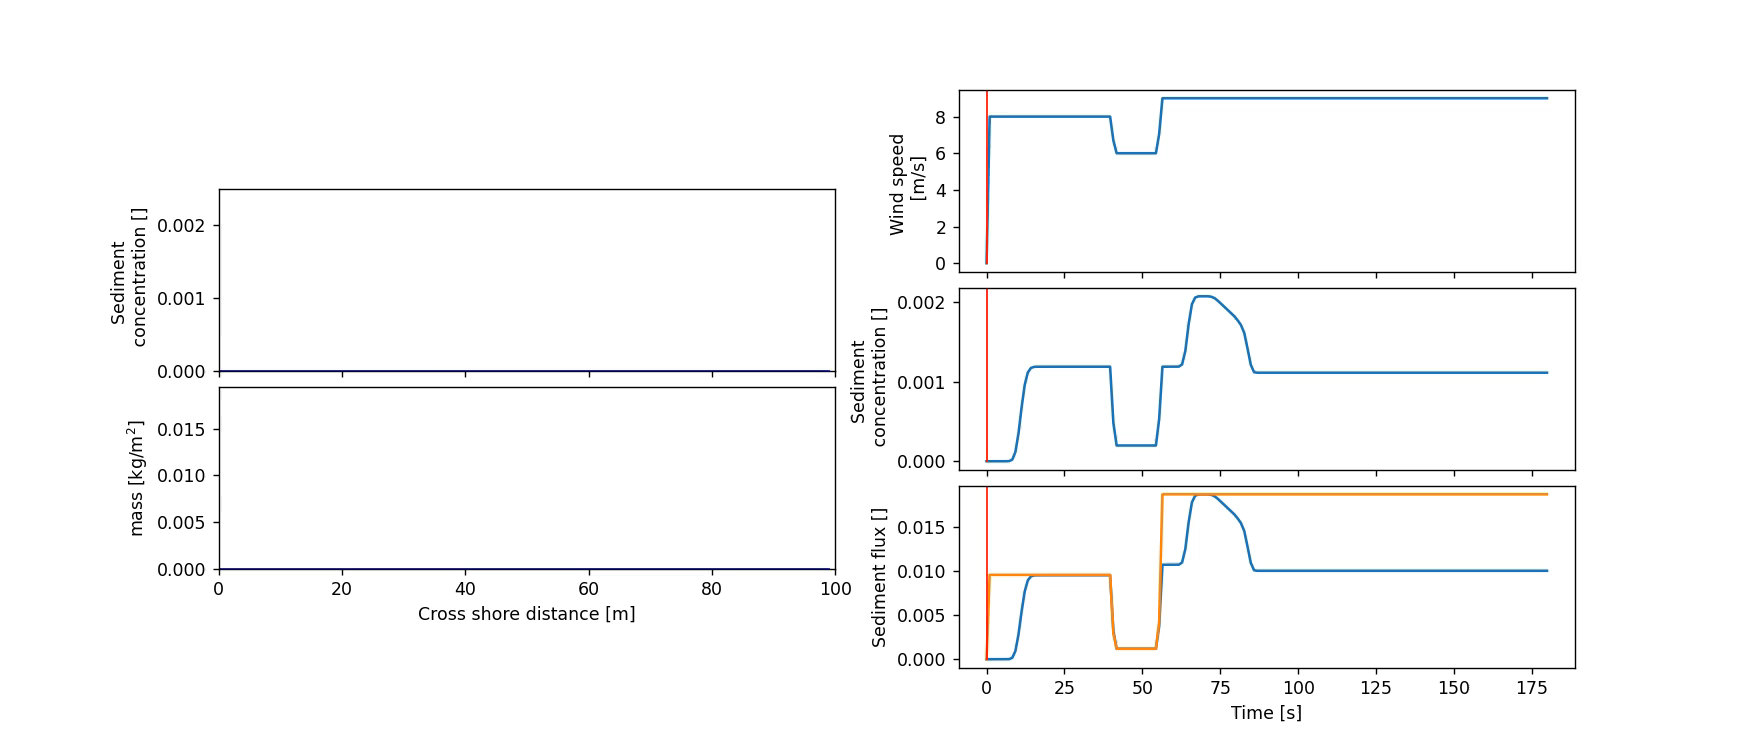 Sediment
concentration []
0.002
0.001
0.000
mass [kg/m²]
0.015
0.010
0.005
0.000
0 20 40 60 80 100
Cross shore distance [m]
Wind speed
[m/s]
8
6
4
2
0
Sediment
concentration []
0.002
0.001
0.000
Sediment flux []
0.015
0.010
0.005
0.000
0 25 50 75 100 125 150 175
Time [s]